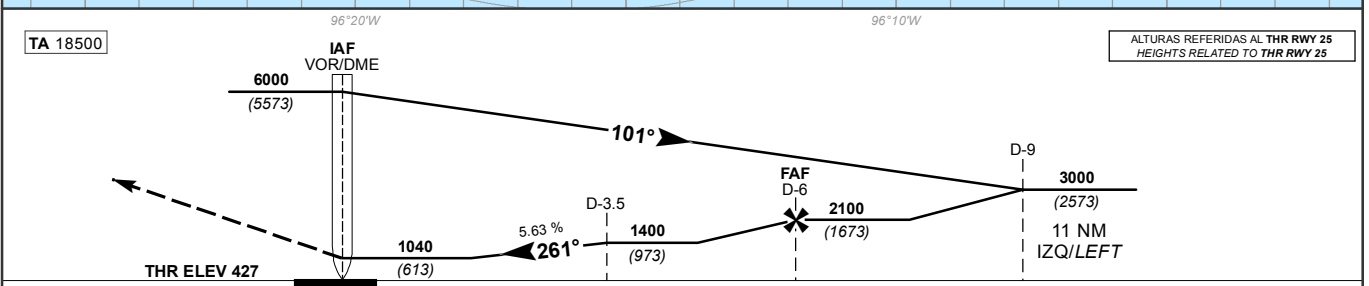 96°20'W
96°10'W
TA 18500
ALTURAS REFERIDAS AL THR RWY 25
HEIGHTS RELATED TO THR RWY 25
IAF
VOR/DME
6000
(5573)
101°
D-9
3000
(2573)
11 NM
IZQ/LEFT
FAF
D-6
2100
(1673)
D-3.5
1400
(973)
5.63 %
261°
1040
(613)
THR ELEV 427